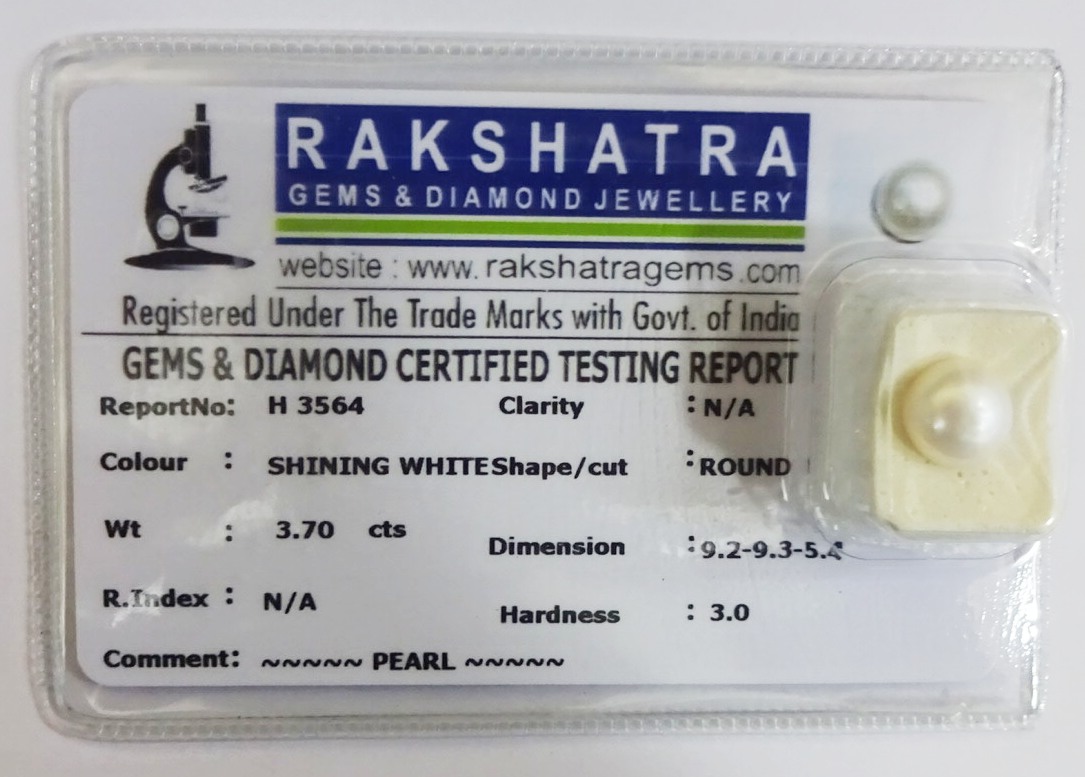 RAKSHATRA
GEMS & DIAMOND JEWELLERY
website : www. rakshatragems .com
Registered Under The Trade Marks with Govt. of India
GEMS & DIAMOND CERTIFIED TESTING REPORT
ReportNo: H 3564 Clarity : N/A
Colour : SHINING WHITE Shape/cut : ROUND
Wt : 3.70 cts Dimension : 9.2-9.3-5.4
R.Index : N/A Hardness : 3.0
Comment: ~~~~~ PEARL ~~~~~